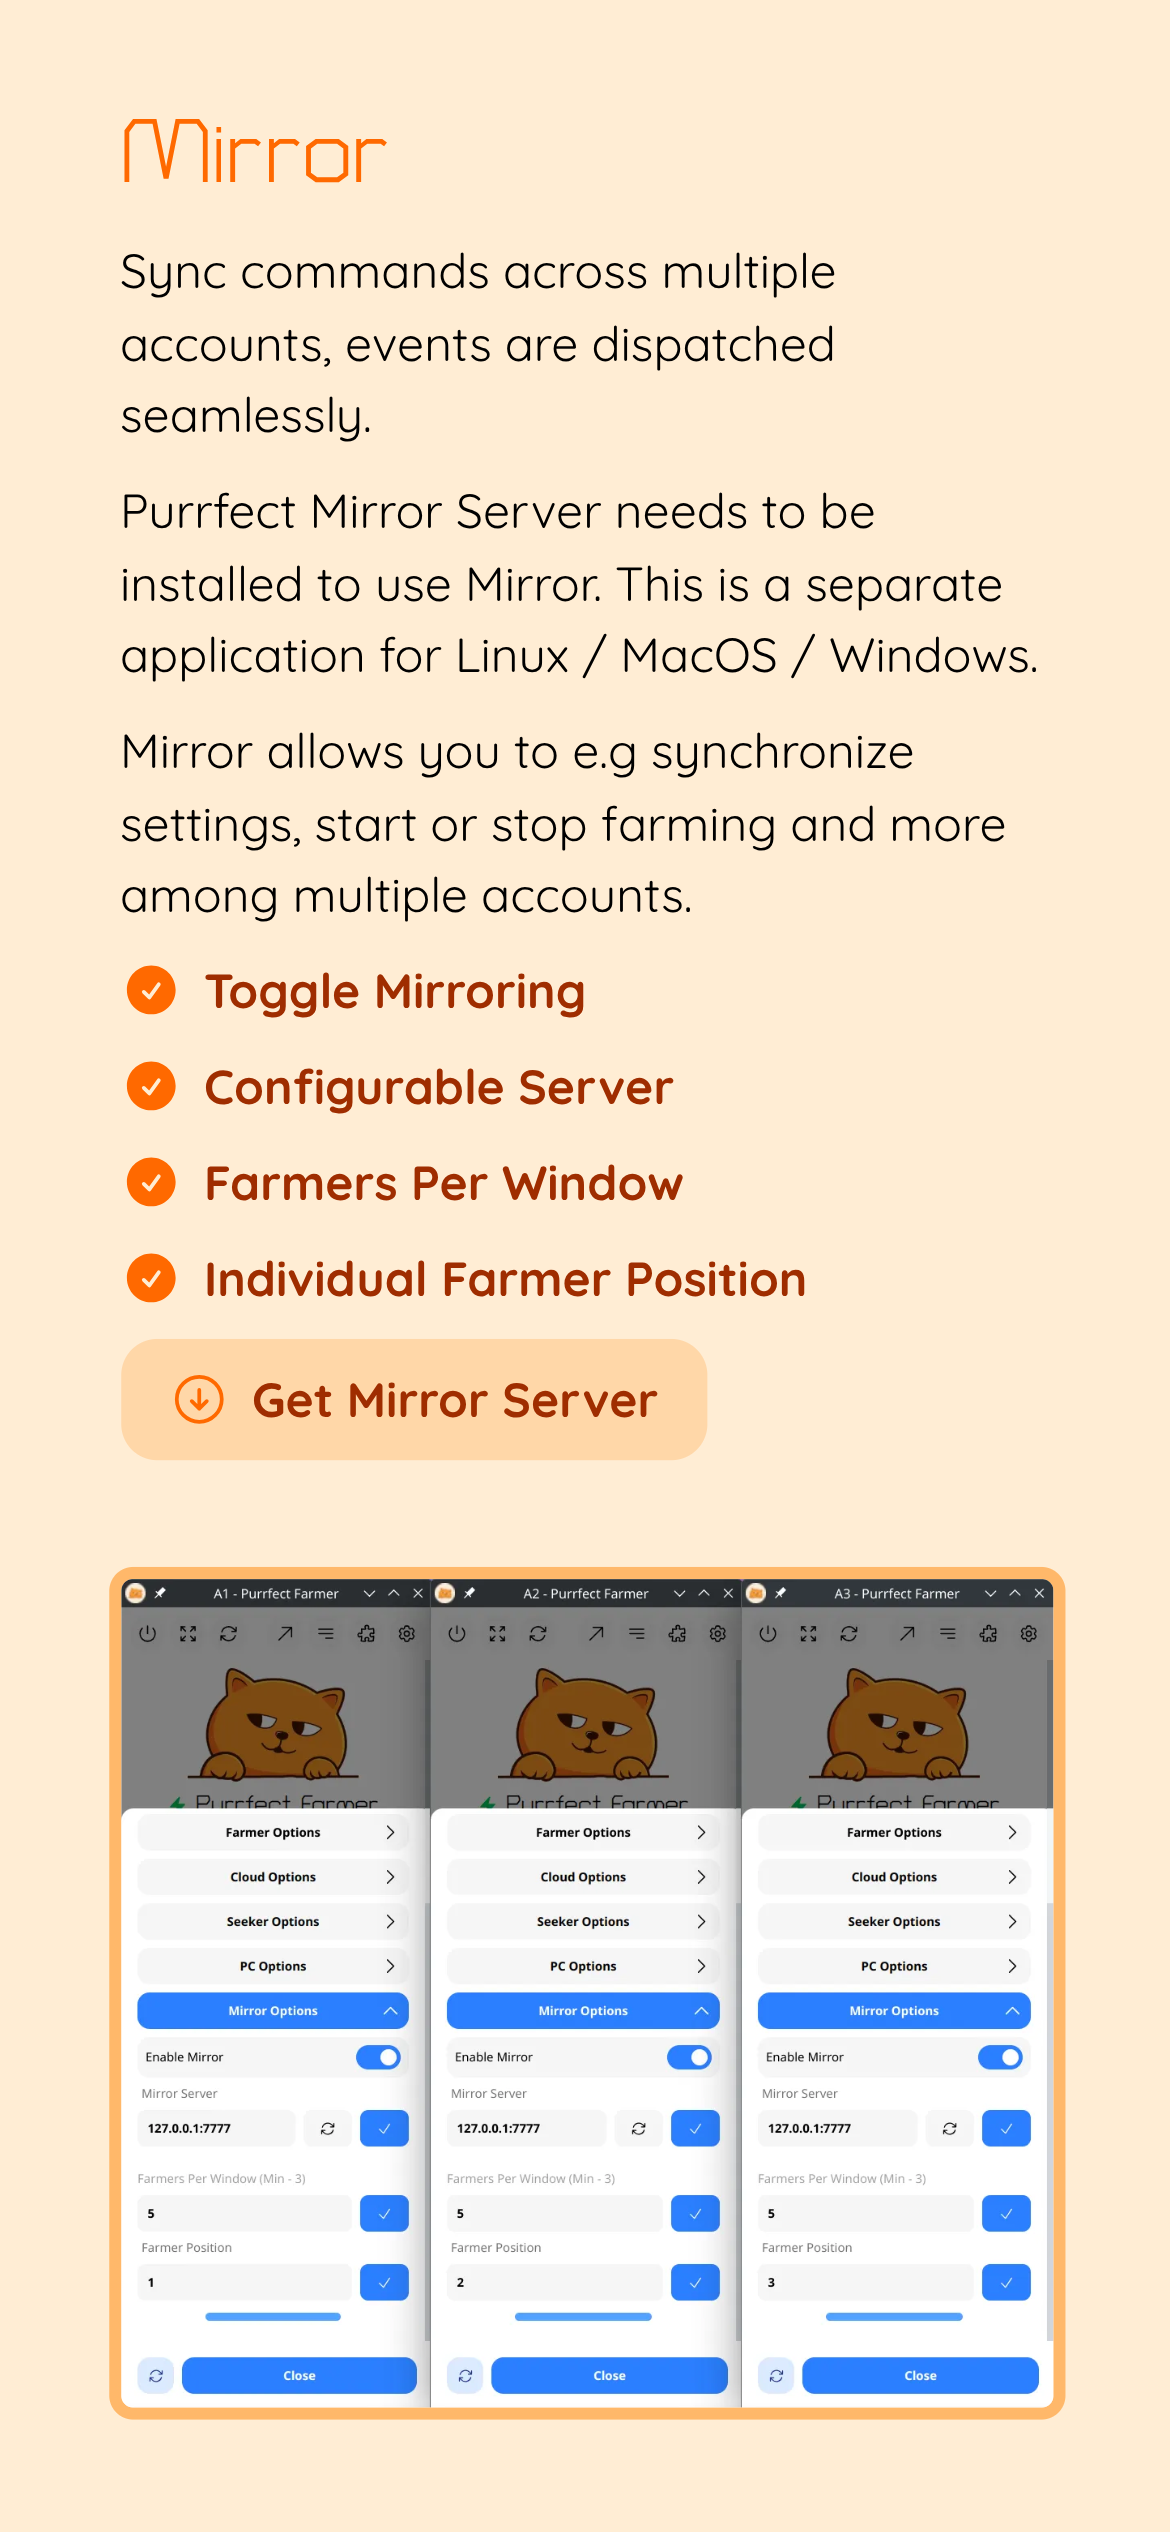 Mirror
Sync commands across multiple
accounts, events are dispatched
seamlessly.
Purrfect Mirror Server needs to be
installed to use Mirror. This is a separate
application for Linux / MacOS / Windows.
Mirror allows you to e.g synchronize
settings, start or stop farming and more
among multiple accounts.
Toggle Mirroring
Configurable Server
Farmers Per Window
Individual Farmer Position
Get Mirror Server
A1 - Purrfect Farmer
Purrfect Farmer
Farmer Options
Cloud Options
Seeker Options
PC Options
Mirror Options
Enable Mirror
Mirror Server
127.0.0.1:7777
Farmers Per Window (Min - 3)
5
Farmer Position
1
Close
A2 - Purrfect Farmer
Purrfect Farmer
Farmer Options
Cloud Options
Seeker Options
PC Options
Mirror Options
Enable Mirror
Mirror Server
127.0.0.1:7777
Farmers Per Window (Min - 3)
5
Farmer Position
2
Close
A3 - Purrfect Farmer
Purrfect Farmer
Farmer Options
Cloud Options
Seeker Options
PC Options
Mirror Options
Enable Mirror
Mirror Server
127.0.0.1:7777
Farmers Per Window (Min - 3)
5
Farmer Position
3
Close